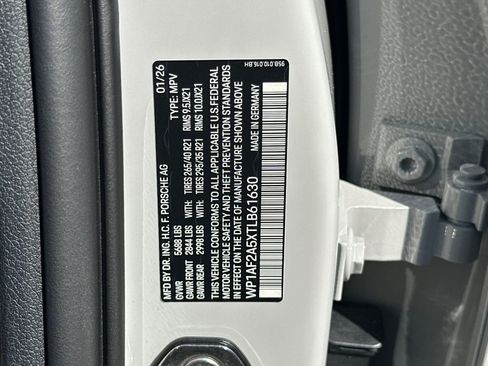 MFD BY DR. ING. H.C. F. PORSCHE AG 01/26
GVWR 5688 LBS TYPE: MPV
GAWR FRONT 2844 LBS WITH: TIRES 265/40 R21 RIMS 9.5JX21
GAWR REAR 2998 LBS WITH: TIRES 295/35 R21 RIMS 10.0JX21
THIS VEHICLE CONFORMS TO ALL APPLICABLE U.S. FEDERAL
MOTOR VEHICLE SAFETY AND THEFT PREVENTION STANDARDS
IN EFFECT ON THE DATE OF MANUFACTURE SHOWN ABOVE
WP1AF2A5XTLB61630 MADE IN GERMANY
95B.010.016.BH